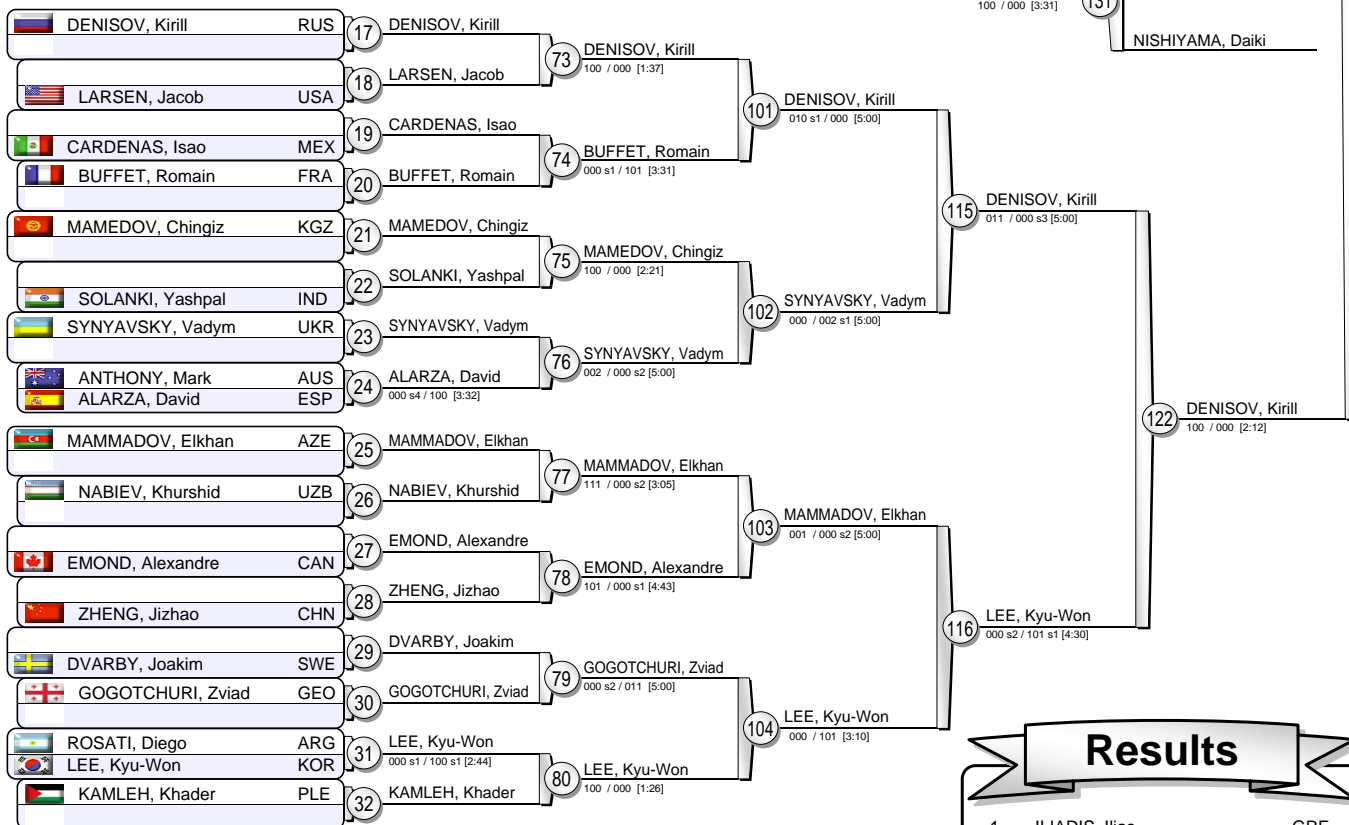 100 / 000 [3:31]
131
NISHIYAMA, Daiki
DENISOV, Kirill RUS
17
DENISOV, Kirill
73
DENISOV, Kirill
100 / 000 [1:37]
18
LARSEN, Jacob
LARSEN, Jacob USA
101
DENISOV, Kirill
010 s1 / 000 [5:00]
CARDENAS, Isao MEX
19
CARDENAS, Isao
74
BUFFET, Romain
000 s1 / 101 [3:31]
BUFFET, Romain FRA
20
BUFFET, Romain
115
DENISOV, Kirill
011 / 000 s3 [5:00]
MAMEDOV, Chingiz KGZ
21
MAMEDOV, Chingiz
75
MAMEDOV, Chingiz
100 / 000 [2:21]
22
SOLANKI, Yashpal
SOLANKI, Yashpal IND
102
SYNYAVSKY, Vadym
000 / 002 s1 [5:00]
SYNYAVSKY, Vadym UKR
23
SYNYAVSKY, Vadym
76
SYNYAVSKY, Vadym
002 / 000 s2 [5:00]
ANTHONY, Mark AUS
ALARZA, David ESP
24
ALARZA, David
000 s4 / 100 [3:32]
122
DENISOV, Kirill
100 / 000 [2:12]
MAMMADOV, Elkhan AZE
25
MAMMADOV, Elkhan
77
MAMMADOV, Elkhan
111 / 000 s2 [3:05]
NABIEV, Khurshid UZB
26
NABIEV, Khurshid
103
MAMMADOV, Elkhan
001 / 000 s2 [5:00]
27
EMOND, Alexandre
EMOND, Alexandre CAN
78
EMOND, Alexandre
101 / 000 s1 [4:43]
28
ZHENG, Jizhao
ZHENG, Jizhao CHN
116
LEE, Kyu-Won
000 s2 / 101 s1 [4:30]
29
DVARBY, Joakim
DVARBY, Joakim SWE
79
GOGOTCHURI, Zviad
000 s2 / 011 [5:00]
GOGOTCHURI, Zviad GEO
30
GOGOTCHURI, Zviad
104
LEE, Kyu-Won
000 / 101 [3:10]
ROSATI, Diego ARG
LEE, Kyu-Won KOR
31
LEE, Kyu-Won
000 s1 / 100 s1 [2:44]
80
LEE, Kyu-Won
100 / 000 [1:26]
KAMLEH, Khader PLE
32
KAMLEH, Khader
Results
1 ILIADIS, Ilias GRE